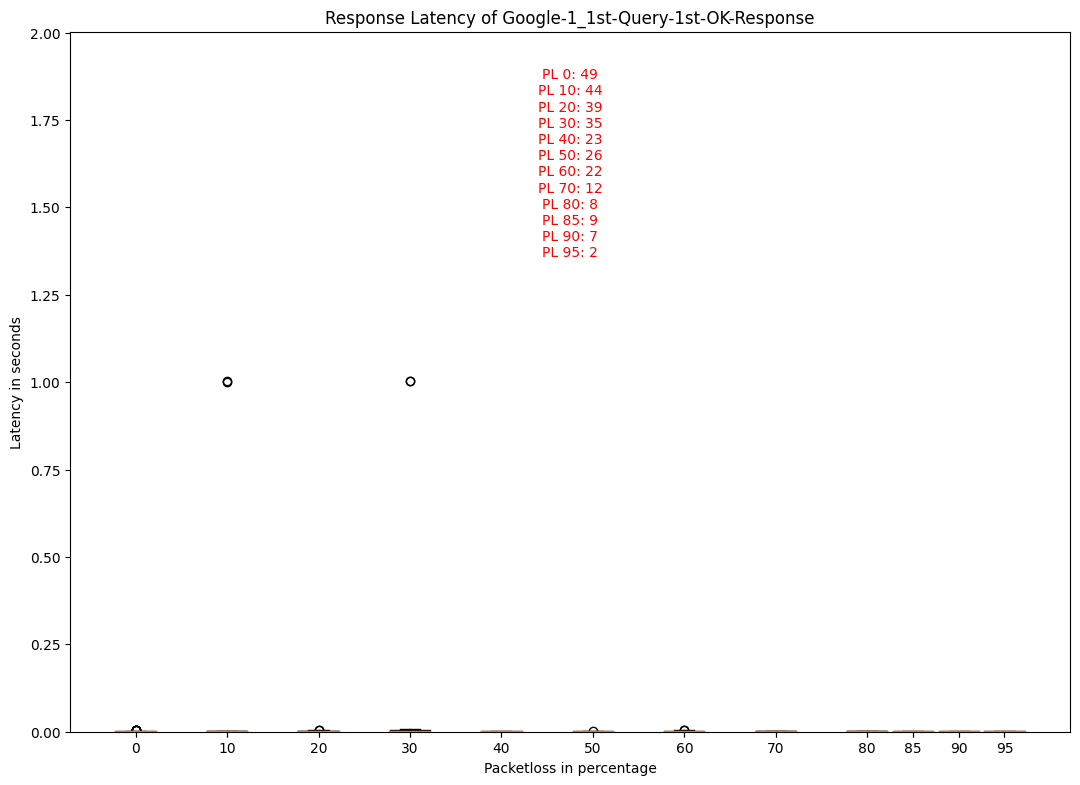 Response Latency of Google-1_1st-Query-1st-OK-Response
2.00
PL 0: 49
PL 10: 44
PL 20: 39
1.75
PL 30: 35
PL 40: 23
PL 50: 26
PL 60: 22
PL 70: 12
1.50
PL 80: 8
PL 85: 9
PL 90: 7
PL 95: 2
1.25
Latency in seconds
1.00
0.75
0.50
0.25
0.00
0 10 20 30 40 50 60 70 80 85 90 95
Packetloss in percentage